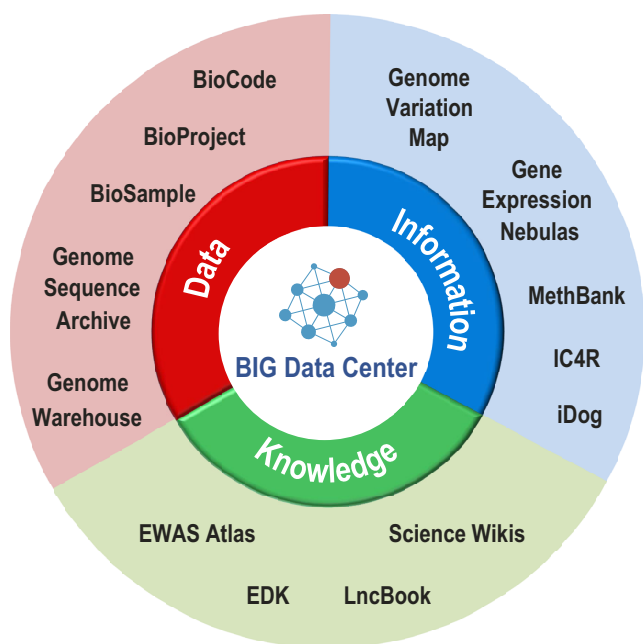 BioCode
BioProject
BioSample
Genome
Sequence
Archive
Genome
Warehouse
Genome
Variation
Map
Gene
Expression
Nebulas
MethBank
IC4R
iDog
Data
Information
Knowledge
BIG Data Center
EWAS Atlas
Science Wikis
EDK
LncBook